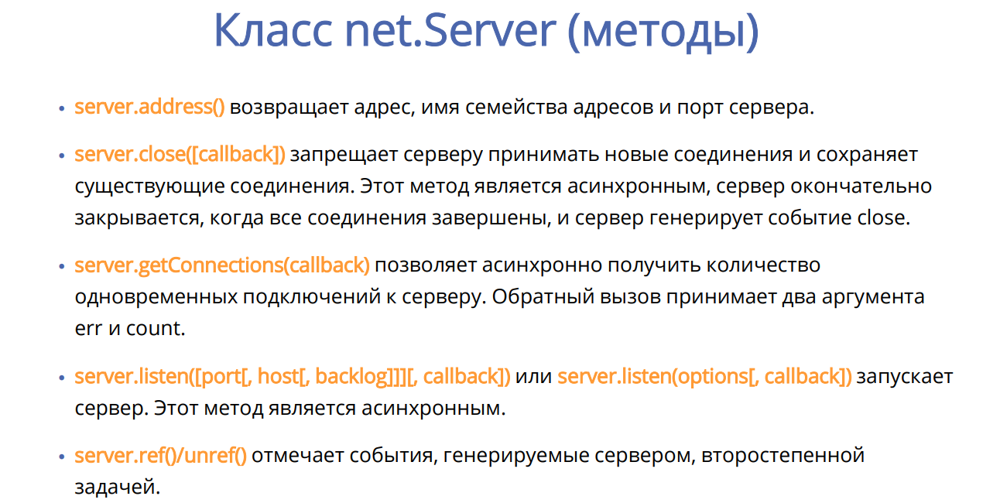 Класс net.Server (методы)
• server.address() возвращает адрес, имя семейства адресов и порт сервера.
• server.close([callback]) запрещает серверу принимать новые соединения и сохраняет
существующие соединения. Этот метод является асинхронным, сервер окончательно
закрывается, когда все соединения завершены, и сервер генерирует событие close.
• server.getConnections(callback) позволяет асинхронно получить количество
одновременных подключений к серверу. Обратный вызов принимает два аргумента
err и count.
• server.listen([port[, host[, backlog]]][, callback]) или server.listen(options[, callback]) запускает
сервер. Этот метод является асинхронным.
• server.ref()/unref() отмечает события, генерируемые сервером, второстепенной
задачей.